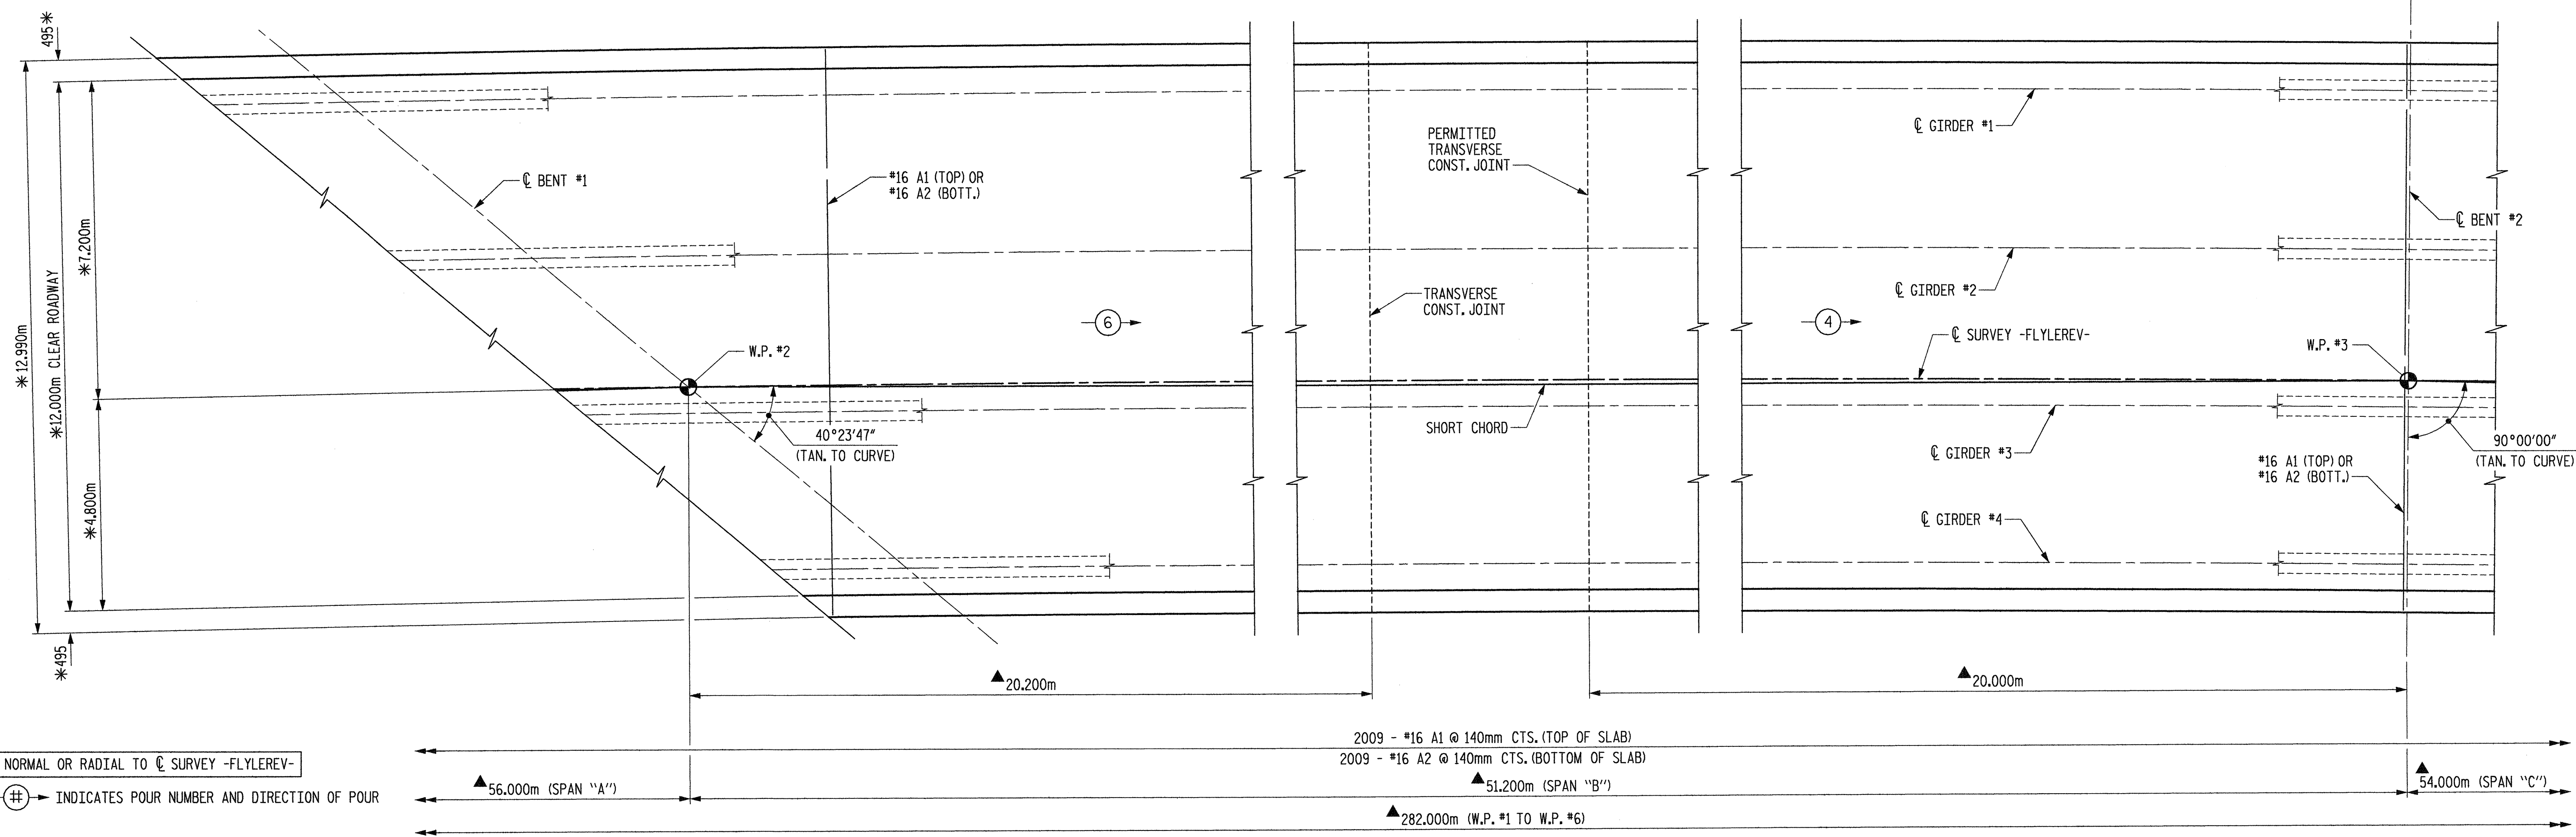 495*
*12.990m
*12.000m CLEAR ROADWAY
*7.200m
*4.800m
*495
℄ BENT #1
#16 A1 (TOP) OR
#16 A2 (BOTT.)
W.P. #2
40°23'47"
(TAN. TO CURVE)
6
PERMITTED
TRANSVERSE
CONST. JOINT
TRANSVERSE
CONST. JOINT
SHORT CHORD
℄ GIRDER #1
℄ GIRDER #2
4
℄ SURVEY -FLYLEREV-
℄ GIRDER #3
℄ GIRDER #4
℄ BENT #2
W.P. #3
90°00'00"
(TAN. TO CURVE)
#16 A1 (TOP) OR
#16 A2 (BOTT.)
▲20.200m
▲20.000m
2009 - #16 A1 @ 140mm CTS. (TOP OF SLAB)
2009 - #16 A2 @ 140mm CTS. (BOTTOM OF SLAB)
NORMAL OR RADIAL TO ℄ SURVEY -FLYLEREV-
# INDICATES POUR NUMBER AND DIRECTION OF POUR
▲56.000m (SPAN "A")
▲51.200m (SPAN "B")
▲54.000m (SPAN "C")
▲282.000m (W.P. #1 TO W.P. #6)